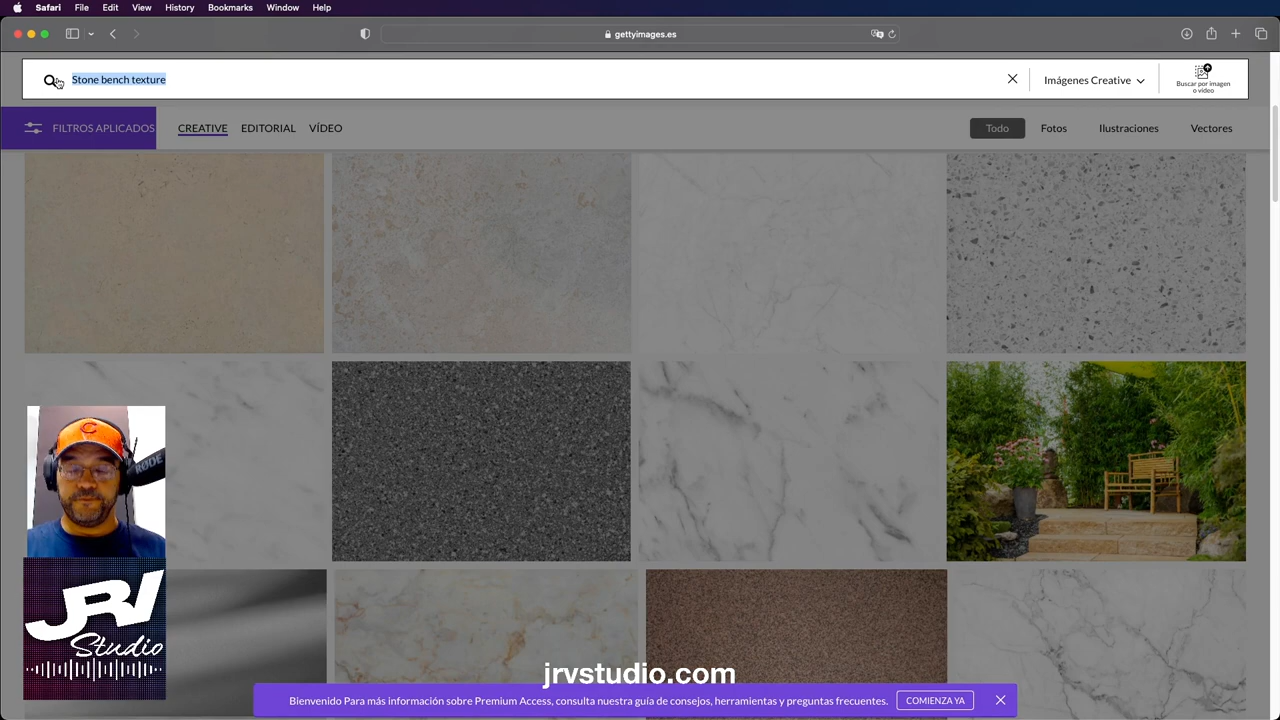 Safari File Edit View History Bookmarks Window Help
gettyimages.es
Stone bench texture
Imágenes Creative
Buscar por imagen
o vídeo
FILTROS APLICADOS
CREATIVE EDITORIAL VÍDEO
Todo Fotos Ilustraciones Vectores
C
RØDE
JRV
Studio
jrvstudio.com
Bienvenido Para más información sobre Premium Access, consulta nuestra guía de consejos, herramientas y preguntas frecuentes.
COMIENZA YA